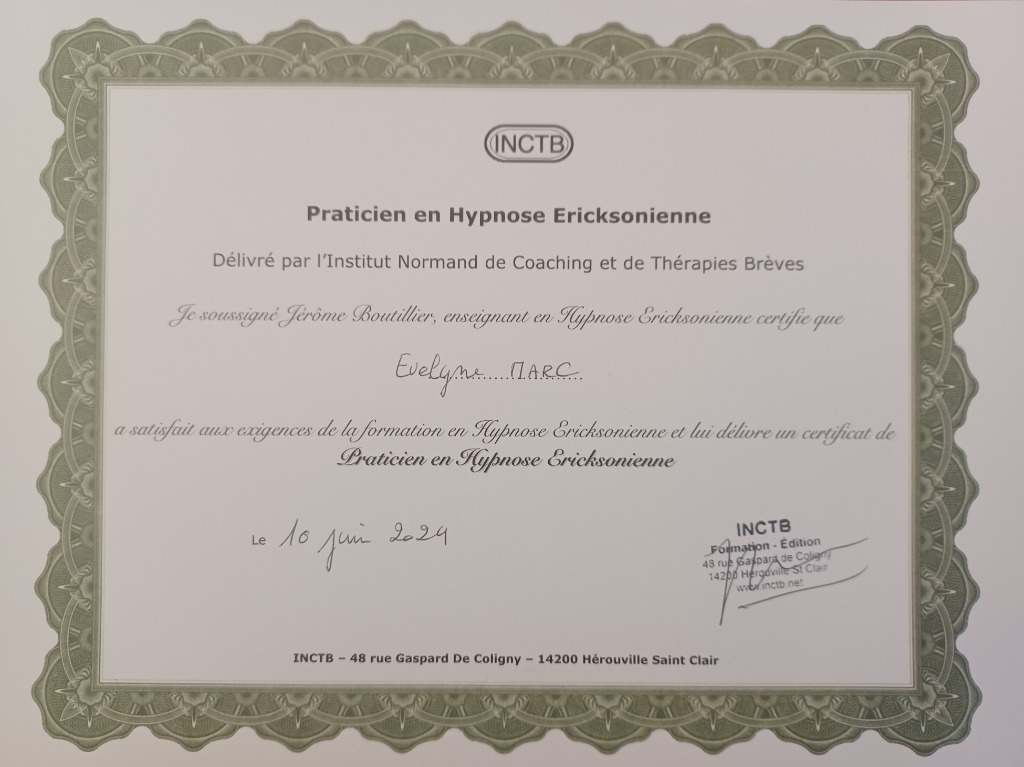 INCTB
Praticien en Hypnose Ericksonienne
Délivré par l'Institut Normand de Coaching et de Thérapies Brèves
Je soussigné Jérôme Boutillier, enseignant en Hypnose Ericksonienne certifie que
Evelyne MARC
a satisfait aux exigences de la formation en Hypnose Ericksonienne et lui délivre un certificat de
Praticien en Hypnose Ericksonienne
Le 10 juin 2024
INCTB
Formation - Édition
48 rue Gaspard de Coligny
14200 Hérouville St Clair
www.inctb.net
INCTB – 48 rue Gaspard De Coligny – 14200 Hérouville Saint Clair